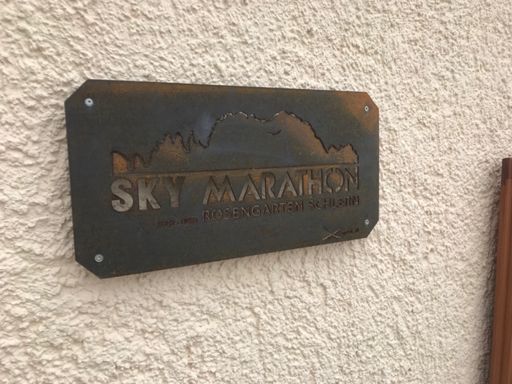 SKY MARATHON
ROSENGARTEN SCHLERN